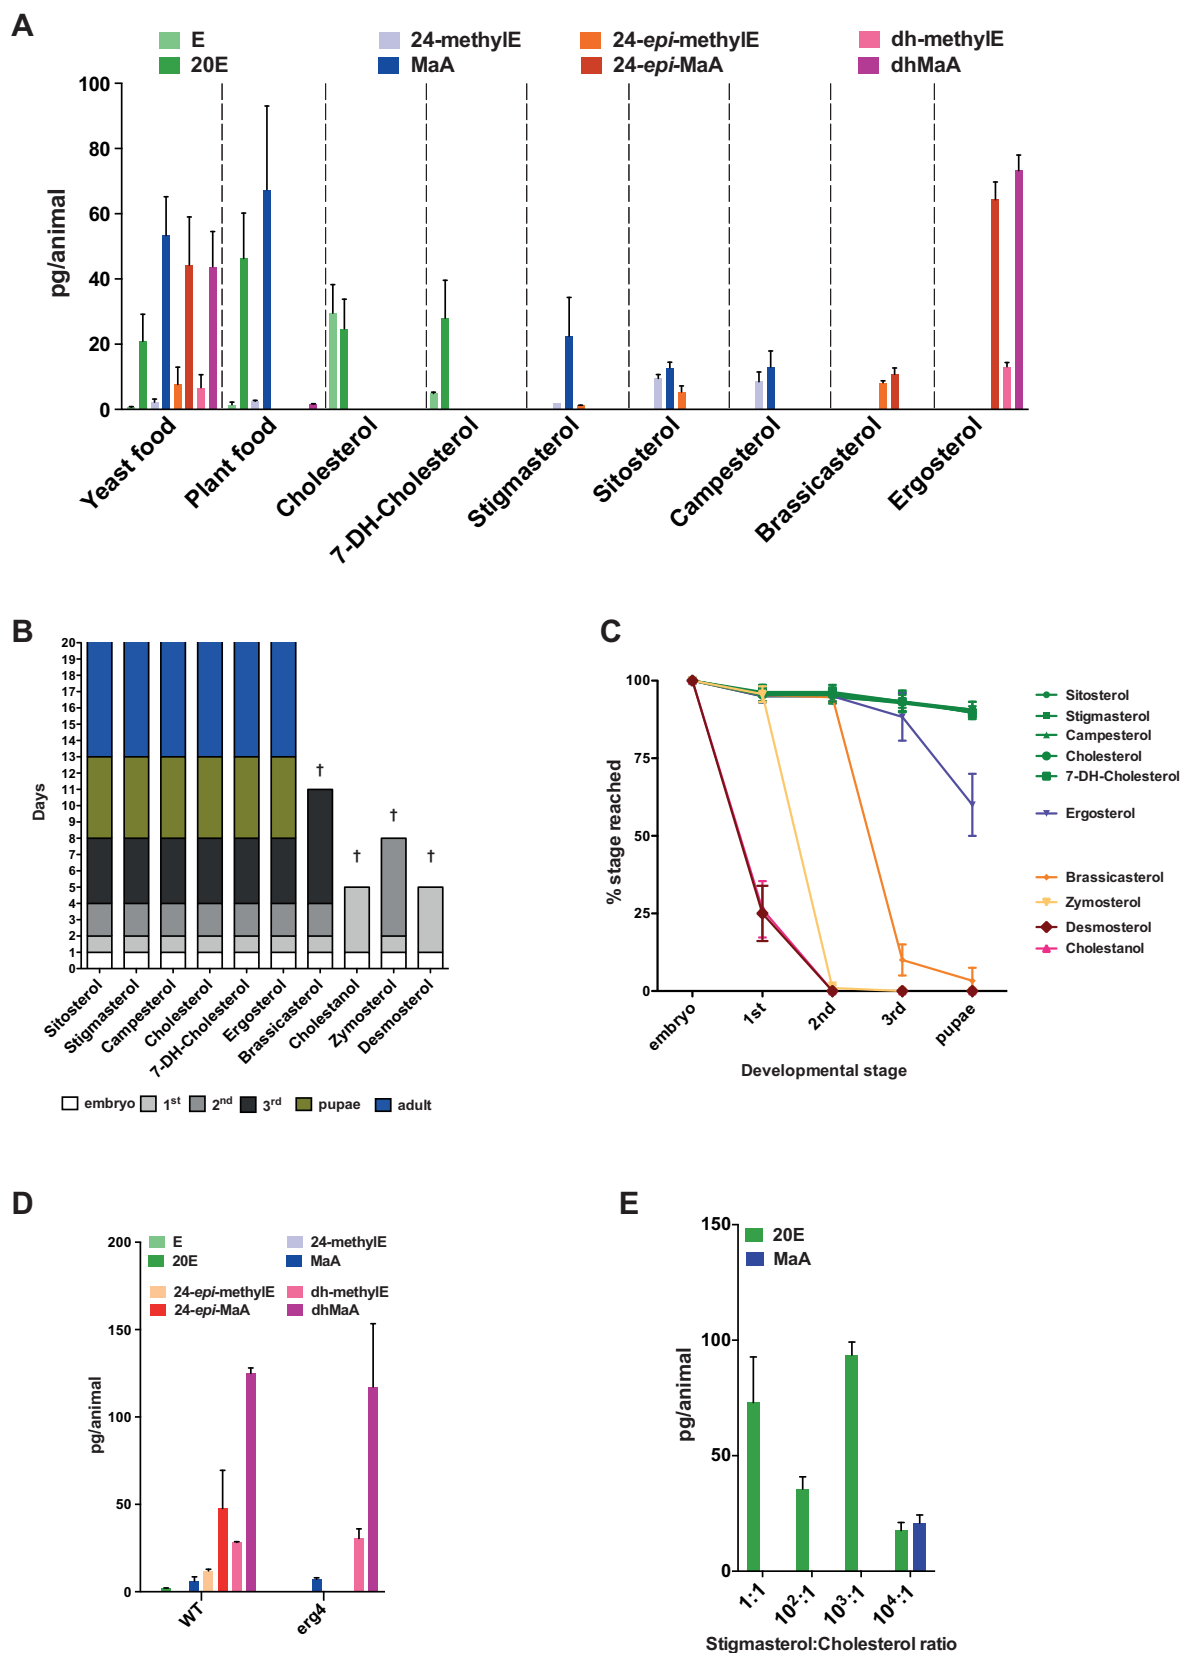 A
E
20E
24-methylE
MaA
24-epi-methylE
24-epi-MaA
dh-methylE
dhMaA
pg/animal
100
80
60
40
20
0
Yeast food
Plant food
Cholesterol
7-DH-Cholesterol
Stigmasterol
Sitosterol
Campesterol
Brassicasterol
Ergosterol
B
Days
20
19
18
17
16
15
14
13
12
11
10
9
8
7
6
5
4
3
2
1
0
†
†
†
†
Sitosterol
Stigmasterol
Campesterol
Cholesterol
7-DH-Cholesterol
Ergosterol
Brassicasterol
Cholestanol
Zymosterol
Desmosterol
embryo 1st 2nd 3rd pupae adult
C
% stage reached
100
75
50
25
0
embryo
1st
2nd
3rd
pupae
Developmental stage
Sitosterol
Stigmasterol
Campesterol
Cholesterol
7-DH-Cholesterol
Ergosterol
Brassicasterol
Zymosterol
Desmosterol
Cholestanol
D
E
20E
24-methylE
MaA
24-epi-methylE
24-epi-MaA
dh-methylE
dhMaA
pg/animal
200
150
100
50
0
WT
erg4
E
20E
MaA
pg/animal
150
100
50
0
1:1
10²:1
10³:1
10⁴:1
Stigmasterol:Cholesterol ratio